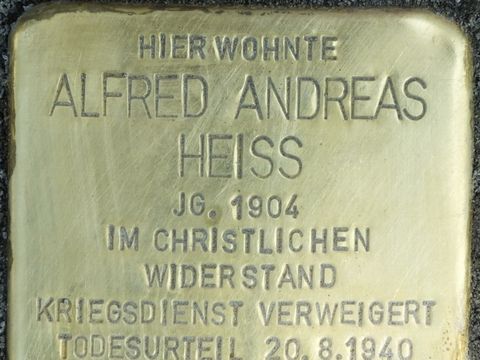 HIER WOHNTE
ALFRED ANDREAS
HEISS
JG. 1904
IM CHRISTLICHEN
WIDERSTAND
KRIEGSDIENST VERWEIGERT
TODESURTEIL 20.8.1940